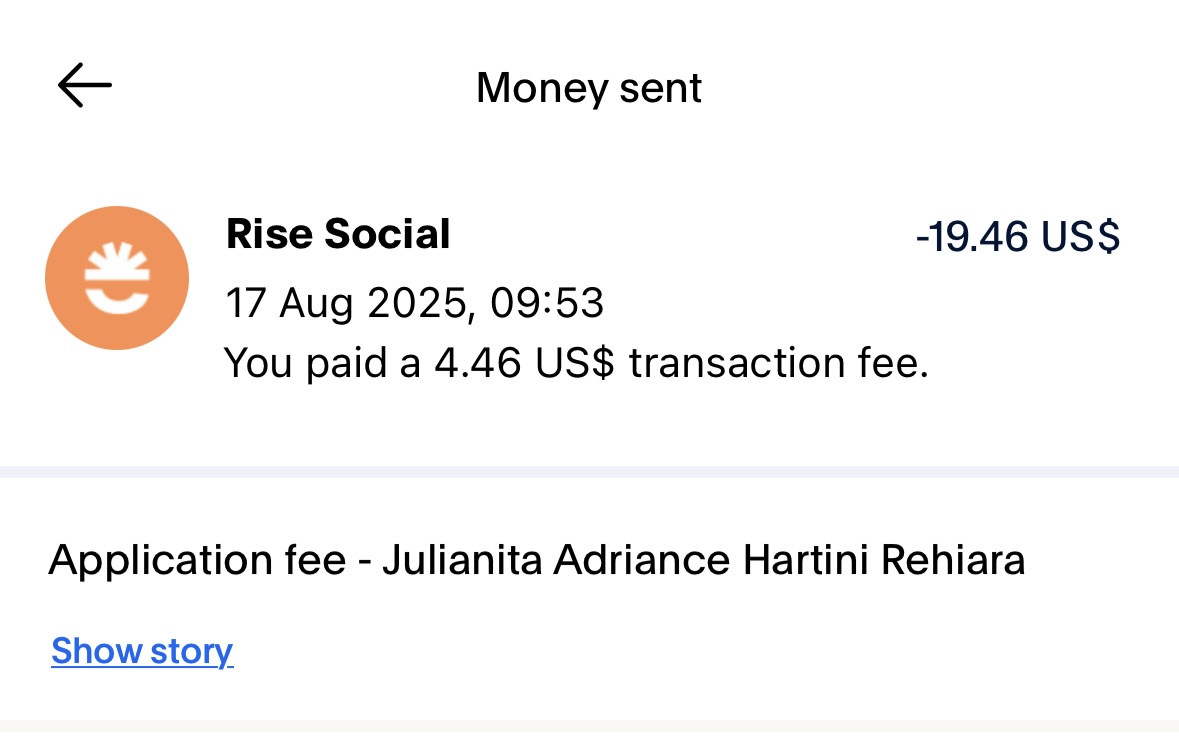 Money sent
Rise Social
-19.46 US$
17 Aug 2025, 09:53
You paid a 4.46 US$ transaction fee.
Application fee - Julianita Adriance Hartini Rehiara
Show story